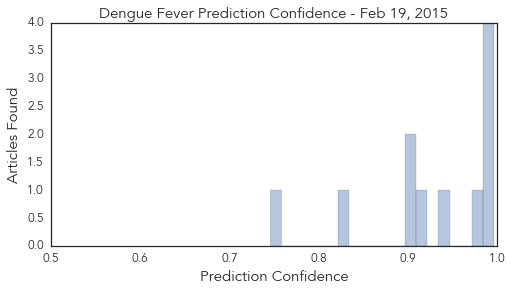 Dengue Fever Prediction Confidence - Feb 19, 2015
4.0
3.5
3.0
2.5
2.0
1.5
1.0
0.5
0.0
Articles Found
0.5 0.6 0.7 0.8 0.9 1.0
Prediction Confidence